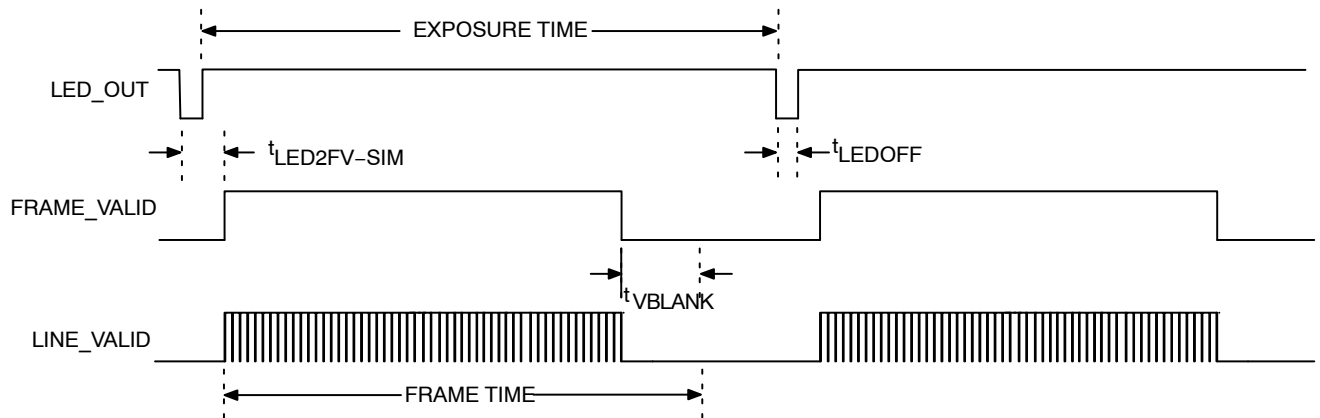 EXPOSURE TIME
LED_OUT
tLED2FV−SIM
tLEDOFF
FRAME_VALID
tVBLANK
LINE_VALID
FRAME TIME